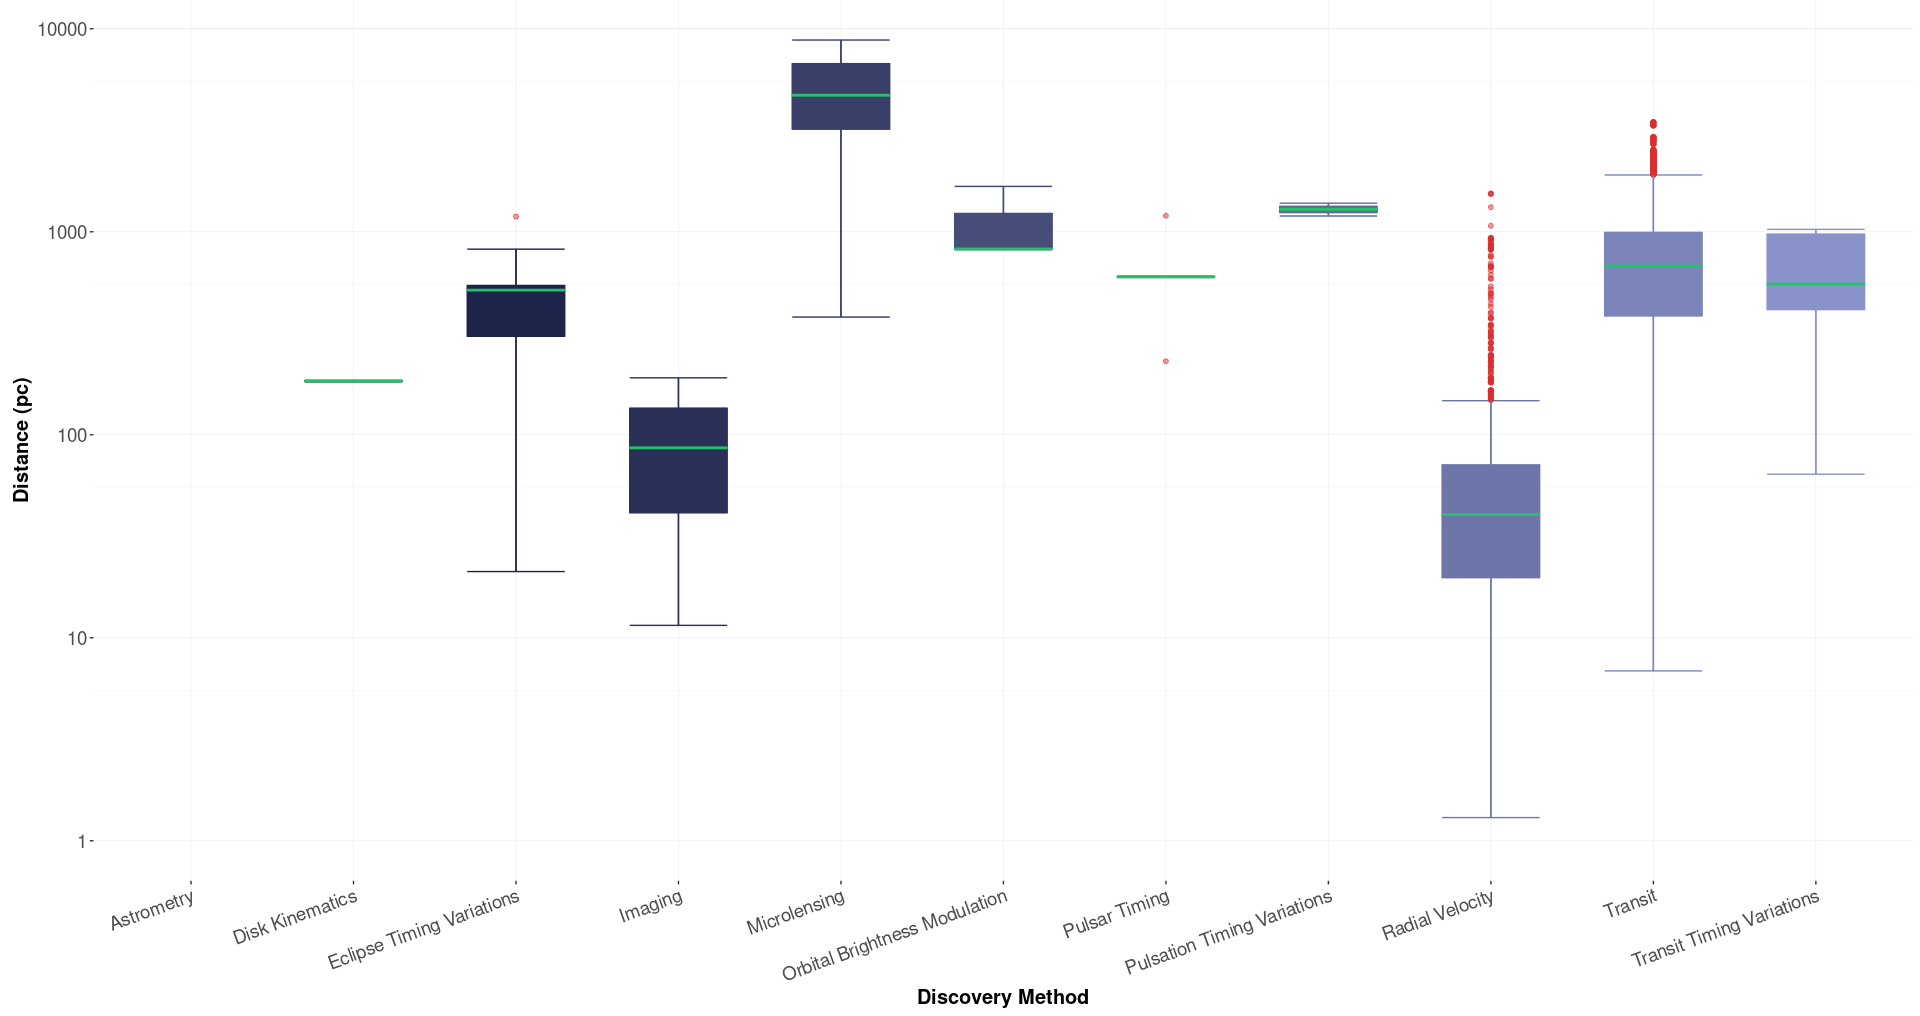 10000
1000
100
10
1
Distance (pc)
Astrometry
Disk Kinematics
Eclipse Timing Variations
Imaging
Microlensing
Orbital Brightness Modulation
Pulsar Timing
Pulsation Timing Variations
Radial Velocity
Transit
Transit Timing Variations
Discovery Method